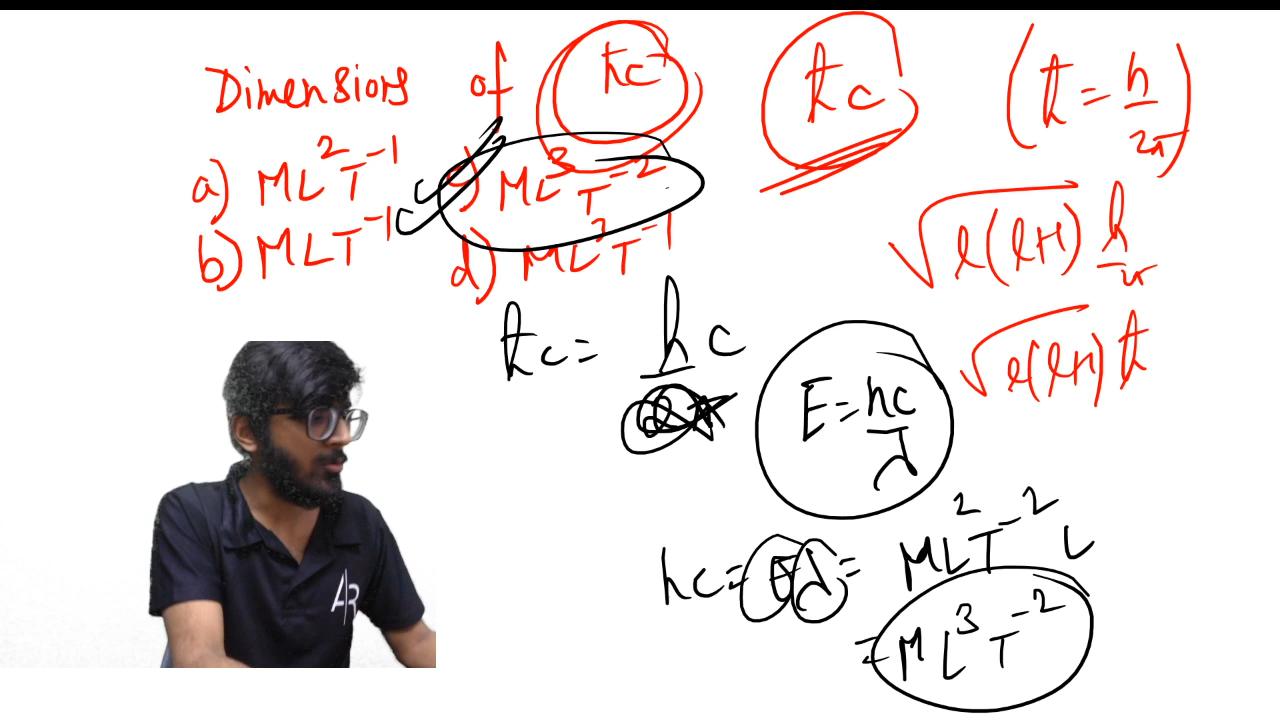 Dimensions of ħc ħc (ħ = h/2π)
a) ML²T⁻¹ c) ML³T⁻²
b) MLT⁻¹ d) ML³T⁻¹
√l(l+1) h/2π
√l(l+1) ħ
ħc = h c/2π
E = hc/λ
hc = Eλ = ML²T⁻² L
= ML³T⁻²
AR